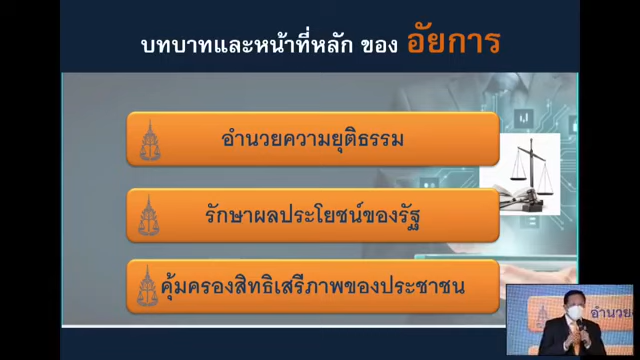 บทบาทและหน้าที่หลัก ของ อัยการ
อำนวยความยุติธรรม
รักษาผลประโยชน์ของรัฐ
คุ้มครองสิทธิเสรีภาพของประชาชน
อำนวย